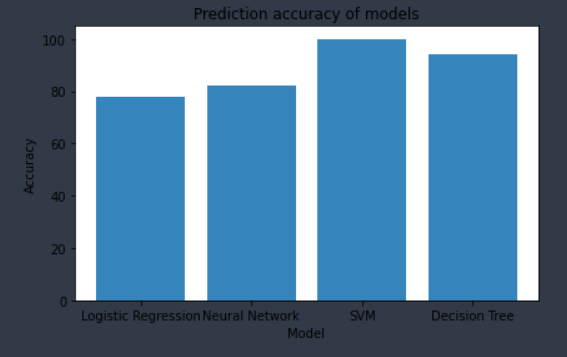 Prediction accuracy of models
100
80
60
40
20
0
Accuracy
Logistic Regression Neural Network SVM Decision Tree
Model